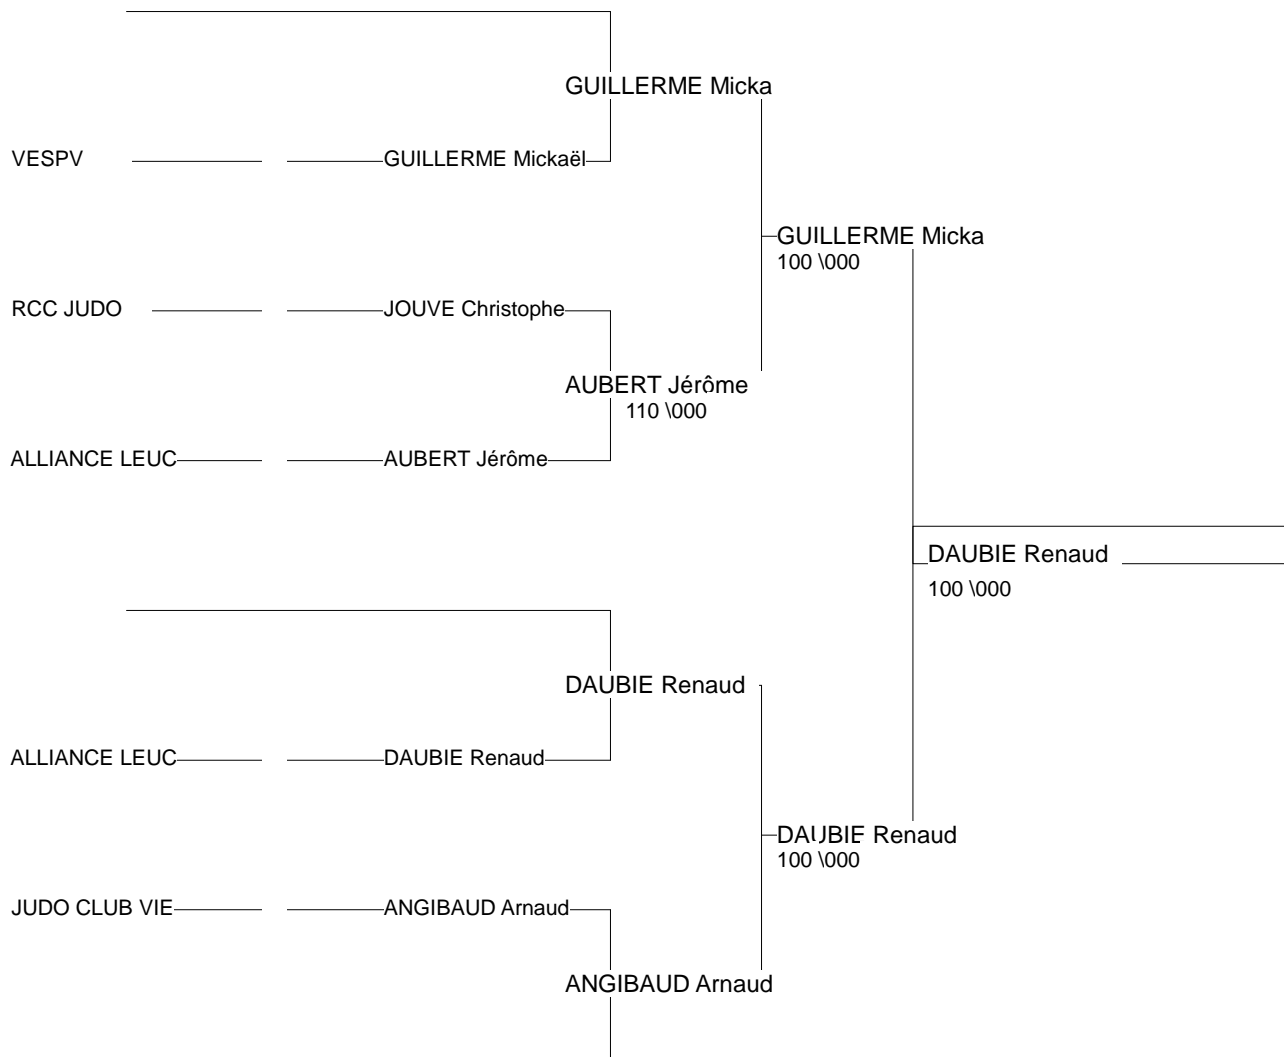 GUILLERME Micka
VESPV GUILLERME Mickaël
GUILLERME Micka
100 \000
RCC JUDO JOUVE Christophe
AUBERT Jérôme
110 \000
ALLIANCE LEUC AUBERT Jérôme
DAUBIE Renaud
100 \000
DAUBIE Renaud
ALLIANCE LEUC DAUBIE Renaud
DAUBIE Renaud
100 \000
JUDO CLUB VIE ANGIBAUD Arnaud
ANGIBAUD Arnaud